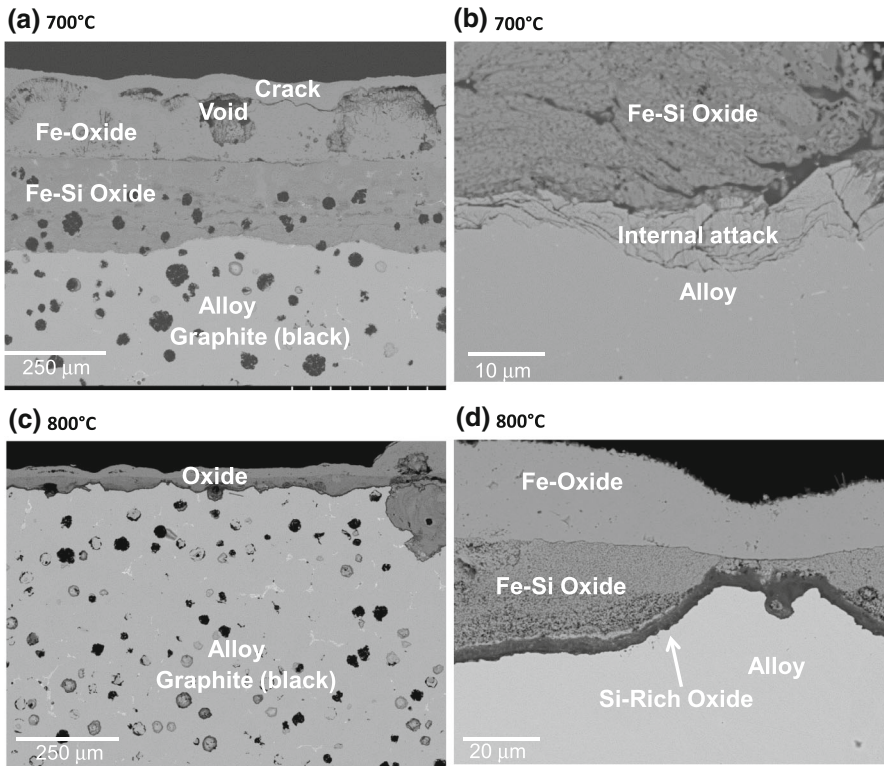 (a) 700°C
Crack
Void
Fe-Oxide
Fe-Si Oxide
Alloy
Graphite (black)
250 μm
(b) 700°C
Fe-Si Oxide
Internal attack
Alloy
10 μm
(c) 800°C
Oxide
Alloy
Graphite (black)
250 μm
(d) 800°C
Fe-Oxide
Fe-Si Oxide
Alloy
Si-Rich Oxide
20 μm